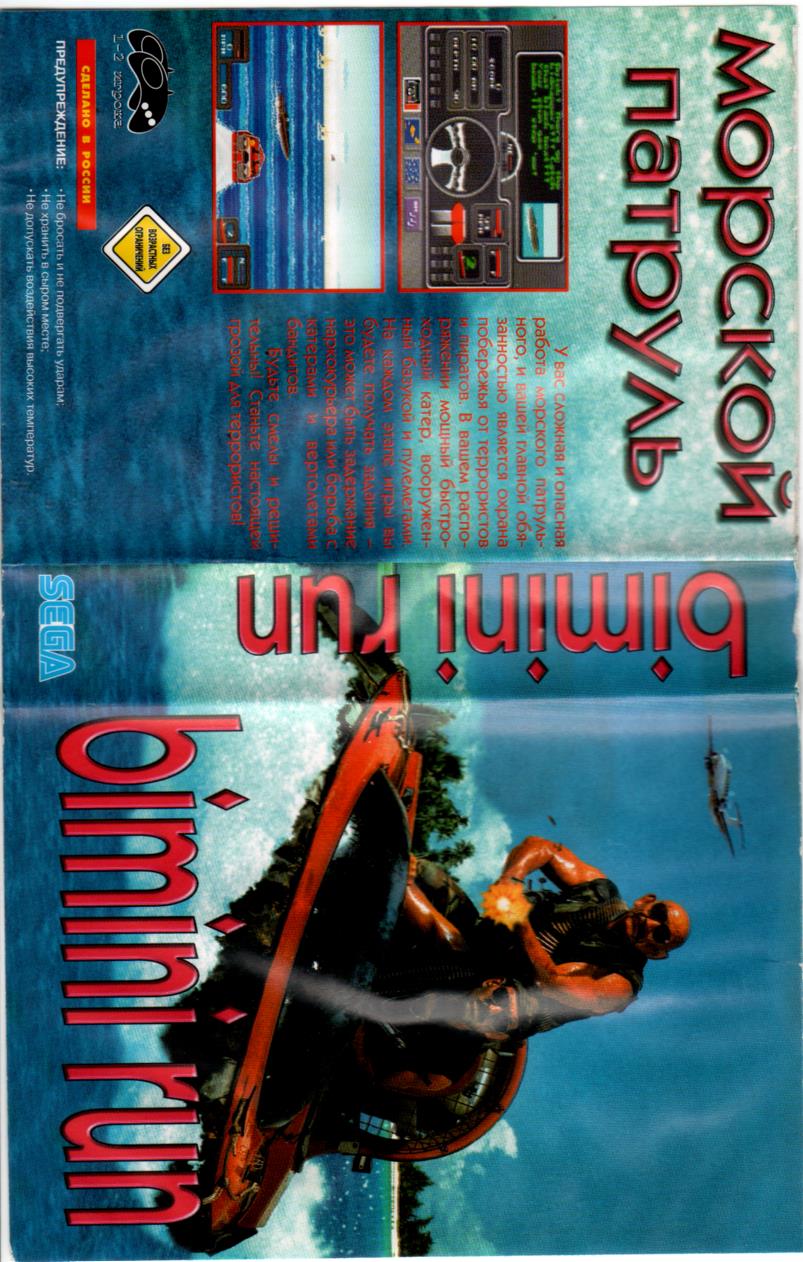 морской
патруль
У вас сложная и опасная
работа морского патруль-
ного, и вашей главной обя-
занностью является охрана
побережья от террористов
и пиратов. В вашем распо-
ряжении мощный быстро-
ходный катер, вооружен-
ный базукой и пулеметами.
На каждом этапе игры вы
будете получать задания –
это может быть задержание
наркокурьера или борьба с
катерами и вертолетами
бандитов.
Будьте смелы и реши-
тельны! Станьте настоящей
грозой для террористов!
1-2 игрока
БЕЗ
ВОЗРАСТНЫХ
ОГРАНИЧЕНИЙ
СДЕЛАНО В РОССИИ
ПРЕДУПРЕЖДЕНИЕ:
·Не бросать и не подвергать ударам;
·Не хранить в сыром месте;
·Не допускать воздействия высоких температур.
bimini run
SEGA
bimini run